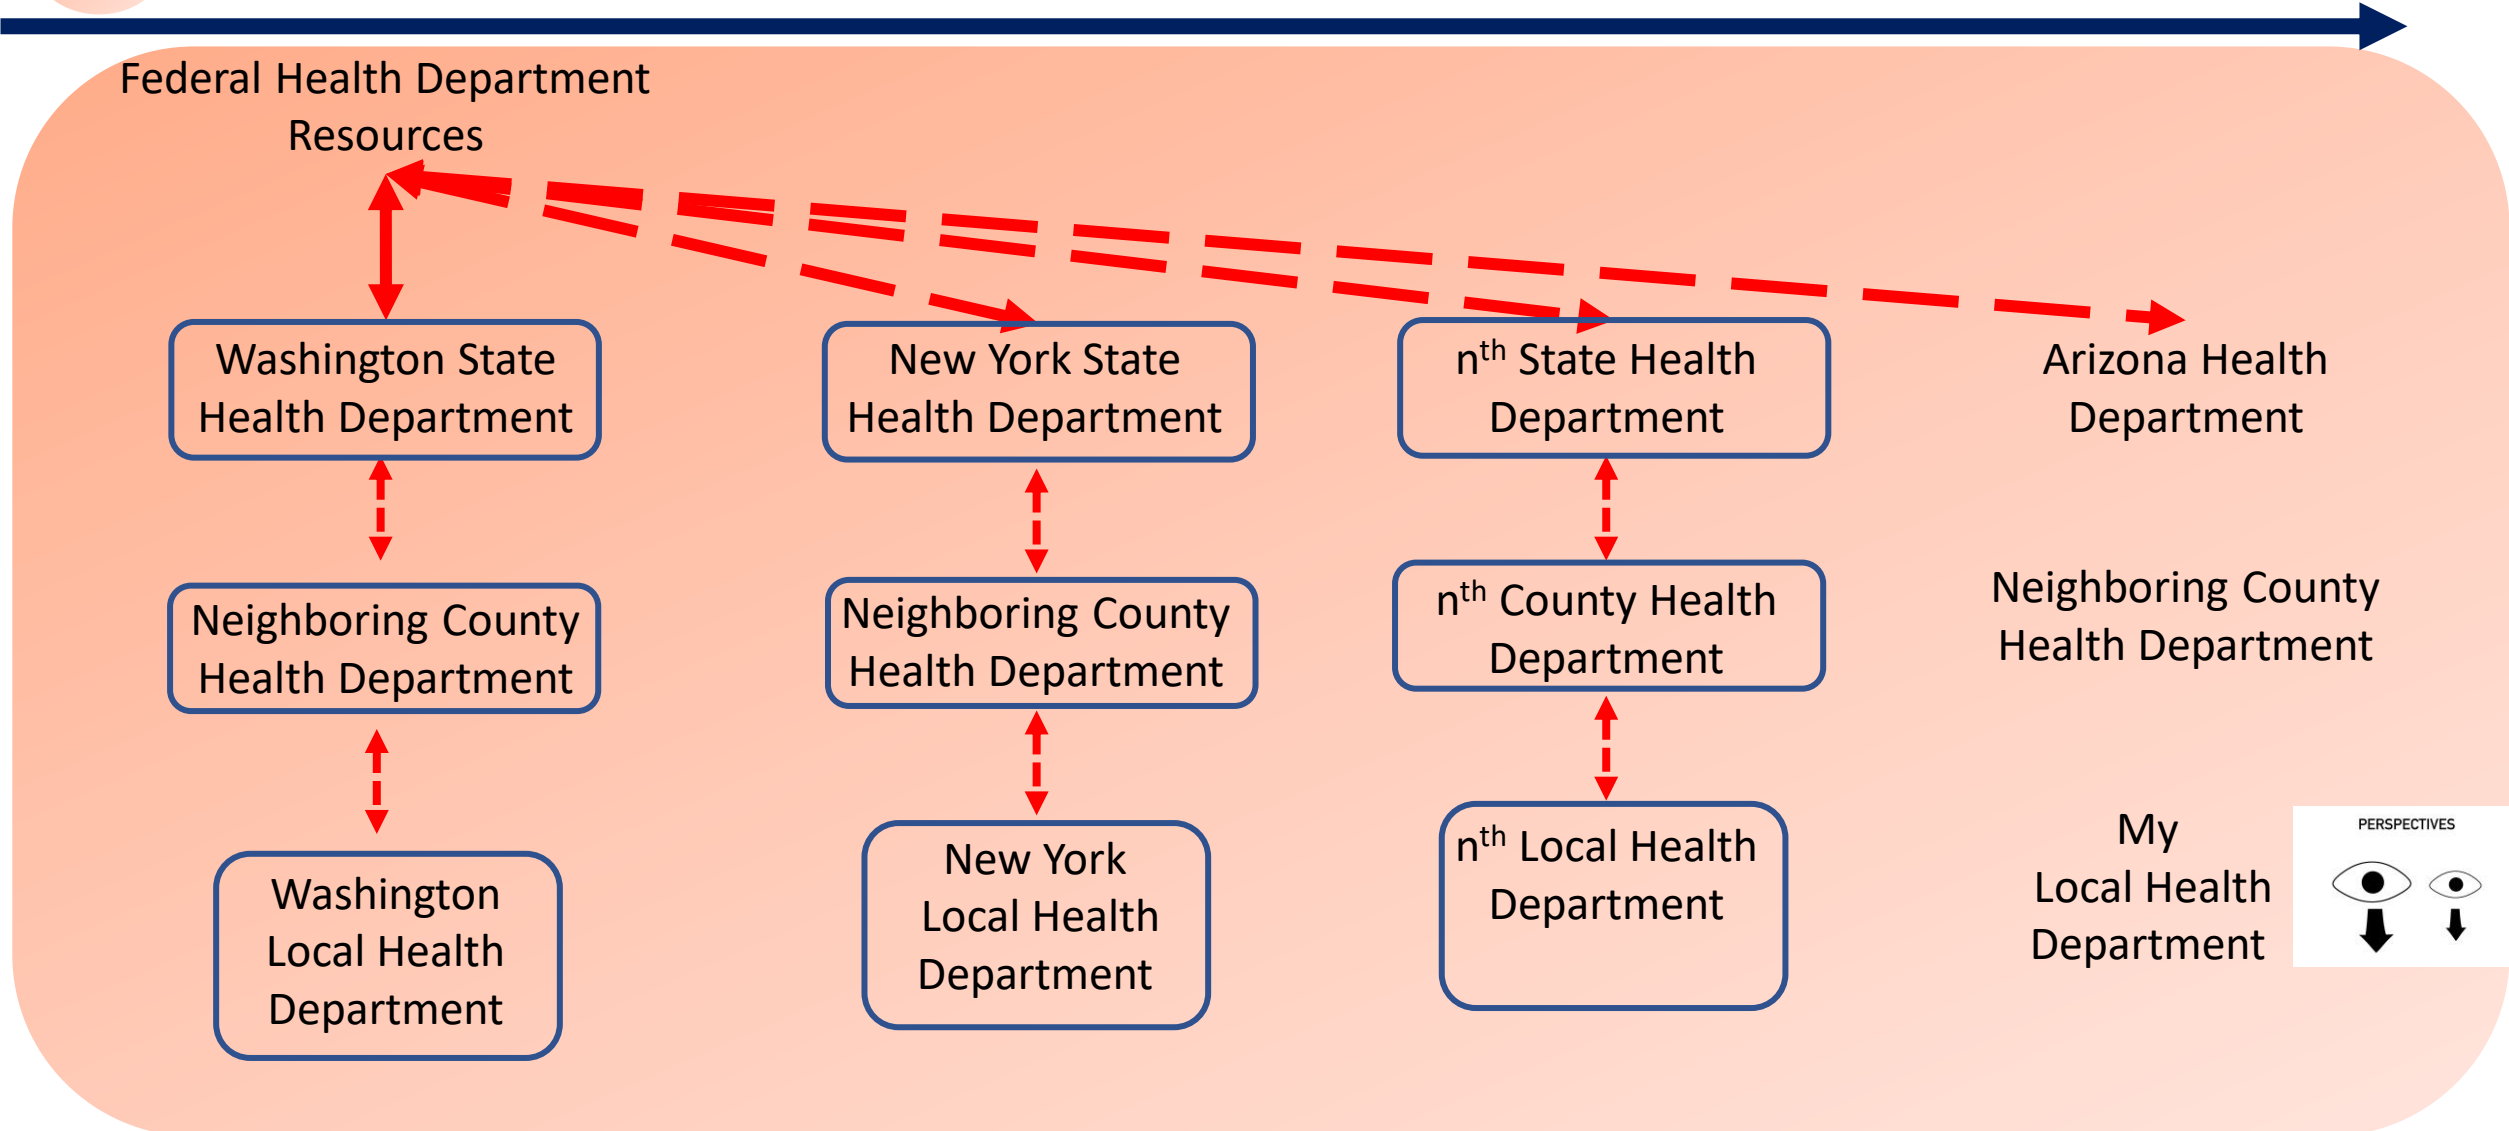 Federal Health Department
Resources
Washington State
Health Department
New York State
Health Department
nth State Health
Department
Arizona Health
Department
Neighboring County
Health Department
Neighboring County
Health Department
nth County Health
Department
Neighboring County
Health Department
Washington
Local Health
Department
New York
Local Health
Department
nth Local Health
Department
My
Local Health
Department
PERSPECTIVES